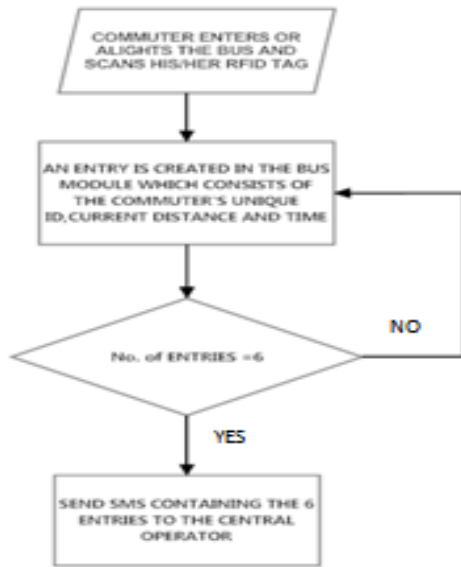 COMMUTER ENTERS OR
ALIGHTS THE BUS AND
SCANS HIS/HER RFID TAG
AN ENTRY IS CREATED IN THE BUS
MODULE WHICH CONSISTS OF
THE COMMUTER'S UNIQUE
ID,CURRENT DISTANCE AND TIME
No. of ENTRIES =6
NO
YES
SEND SMS CONTAINING THE 6
ENTRIES TO THE CENTRAL
OPERATOR